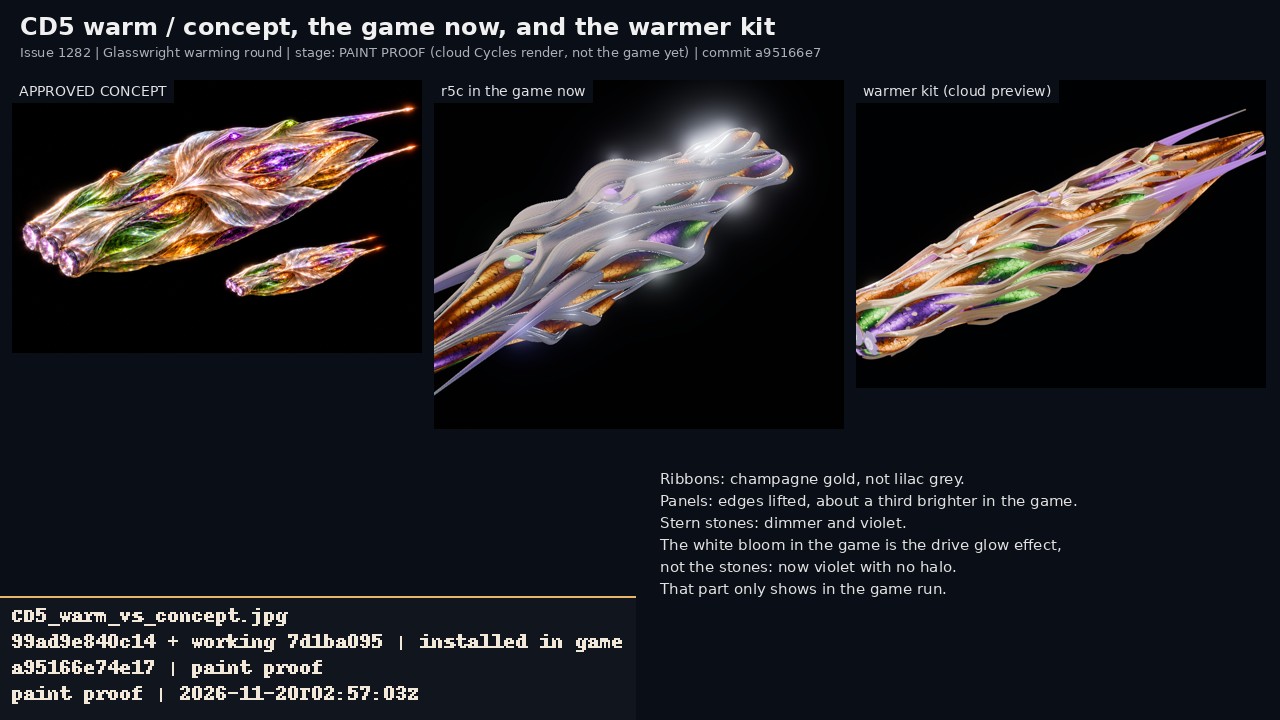 CD5 warm / concept, the game now, and the warmer kit
Issue 1282 | Glasswright warming round | stage: PAINT PROOF (cloud Cycles render, not the game yet) | commit a95166e7
APPROVED CONCEPT
r5c in the game now
warmer kit (cloud preview)
Ribbons: champagne gold, not lilac grey.
Panels: edges lifted, about a third brighter in the game.
Stern stones: dimmer and violet.
The white bloom in the game is the drive glow effect,
not the stones: now violet with no halo.
That part only shows in the game run.
CD5_warm_vs_concept.jpg
99ad9e840c14 + working 7d1ba095 | installed in game
a95166e74e17 | paint proof
paint proof | 2026-11-20T02:57:03Z